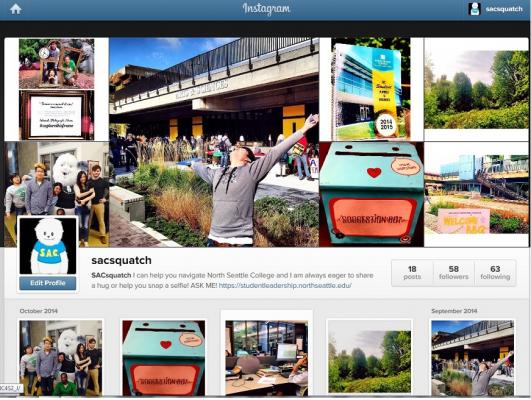 Instagram
sacsquatch
Student
2014
2015
SUGGESTION BOX
WELCOME
S.A.C.
Edit Profile
sacsquatch
SACsquatch I can help you navigate North Seattle College and I am always eager to share
a hug or help you snap a selfie! ASK ME! https://studentleadership.northseattle.edu/
18
posts
58
followers
63
following
October 2014
September 2014
SUGGESTION BOX